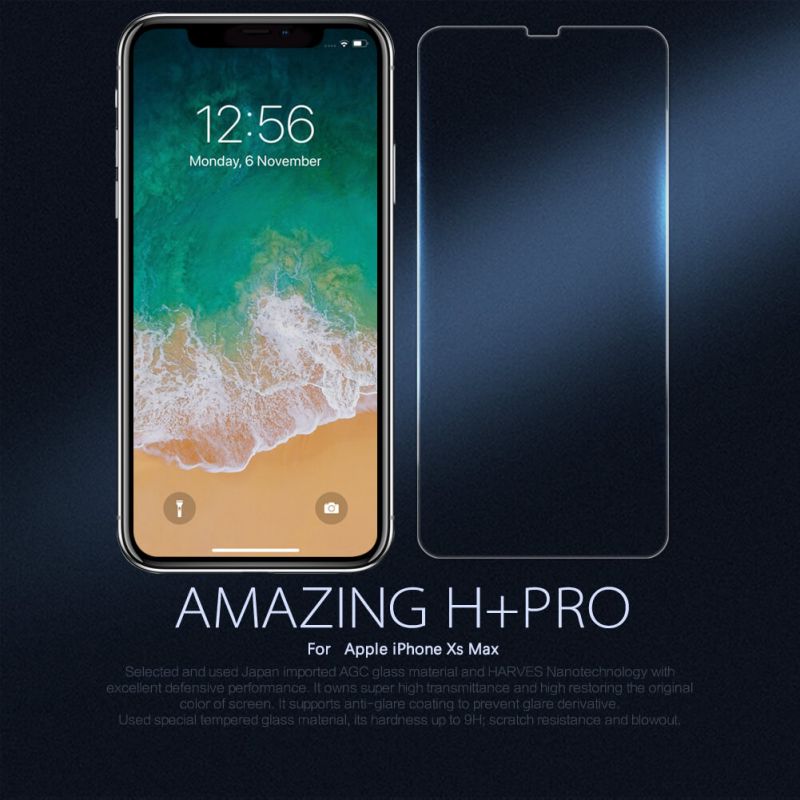 12:56
Monday, 6 November
AMAZING H+PRO
For Apple iPhone Xs Max
Selected and used Japan imported AGC glass material and HARVES Nanotechnology with
excellent defensive performance. It owns super high transmittance and high restoring the original
color of screen. It supports anti-glare coating to prevent glare derivative.
Used special tempered glass material, its hardness up to 9H; scratch resistance and blowout.